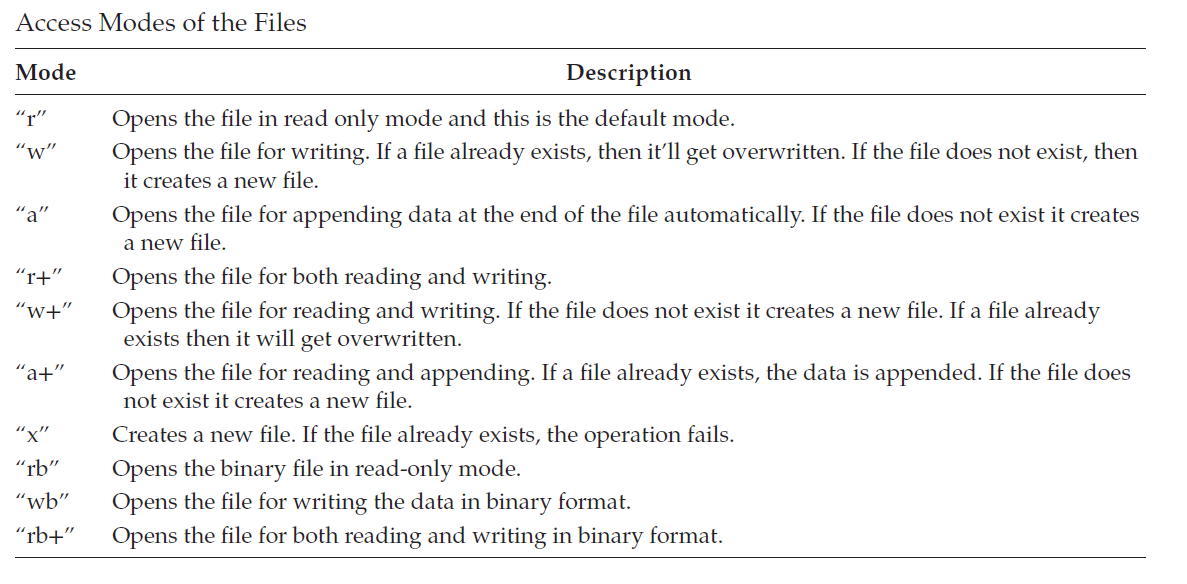 Access Modes of the Files
Mode Description
“r” Opens the file in read only mode and this is the default mode.
“w” Opens the file for writing. If a file already exists, then it’ll get overwritten. If the file does not exist, then
it creates a new file.
“a” Opens the file for appending data at the end of the file automatically. If the file does not exist it creates
a new file.
“r+” Opens the file for both reading and writing.
“w+” Opens the file for reading and writing. If the file does not exist it creates a new file. If a file already
exists then it will get overwritten.
“a+” Opens the file for reading and appending. If a file already exists, the data is appended. If the file does
not exist it creates a new file.
“x” Creates a new file. If the file already exists, the operation fails.
“rb” Opens the binary file in read-only mode.
“wb” Opens the file for writing the data in binary format.
“rb+” Opens the file for both reading and writing in binary format.